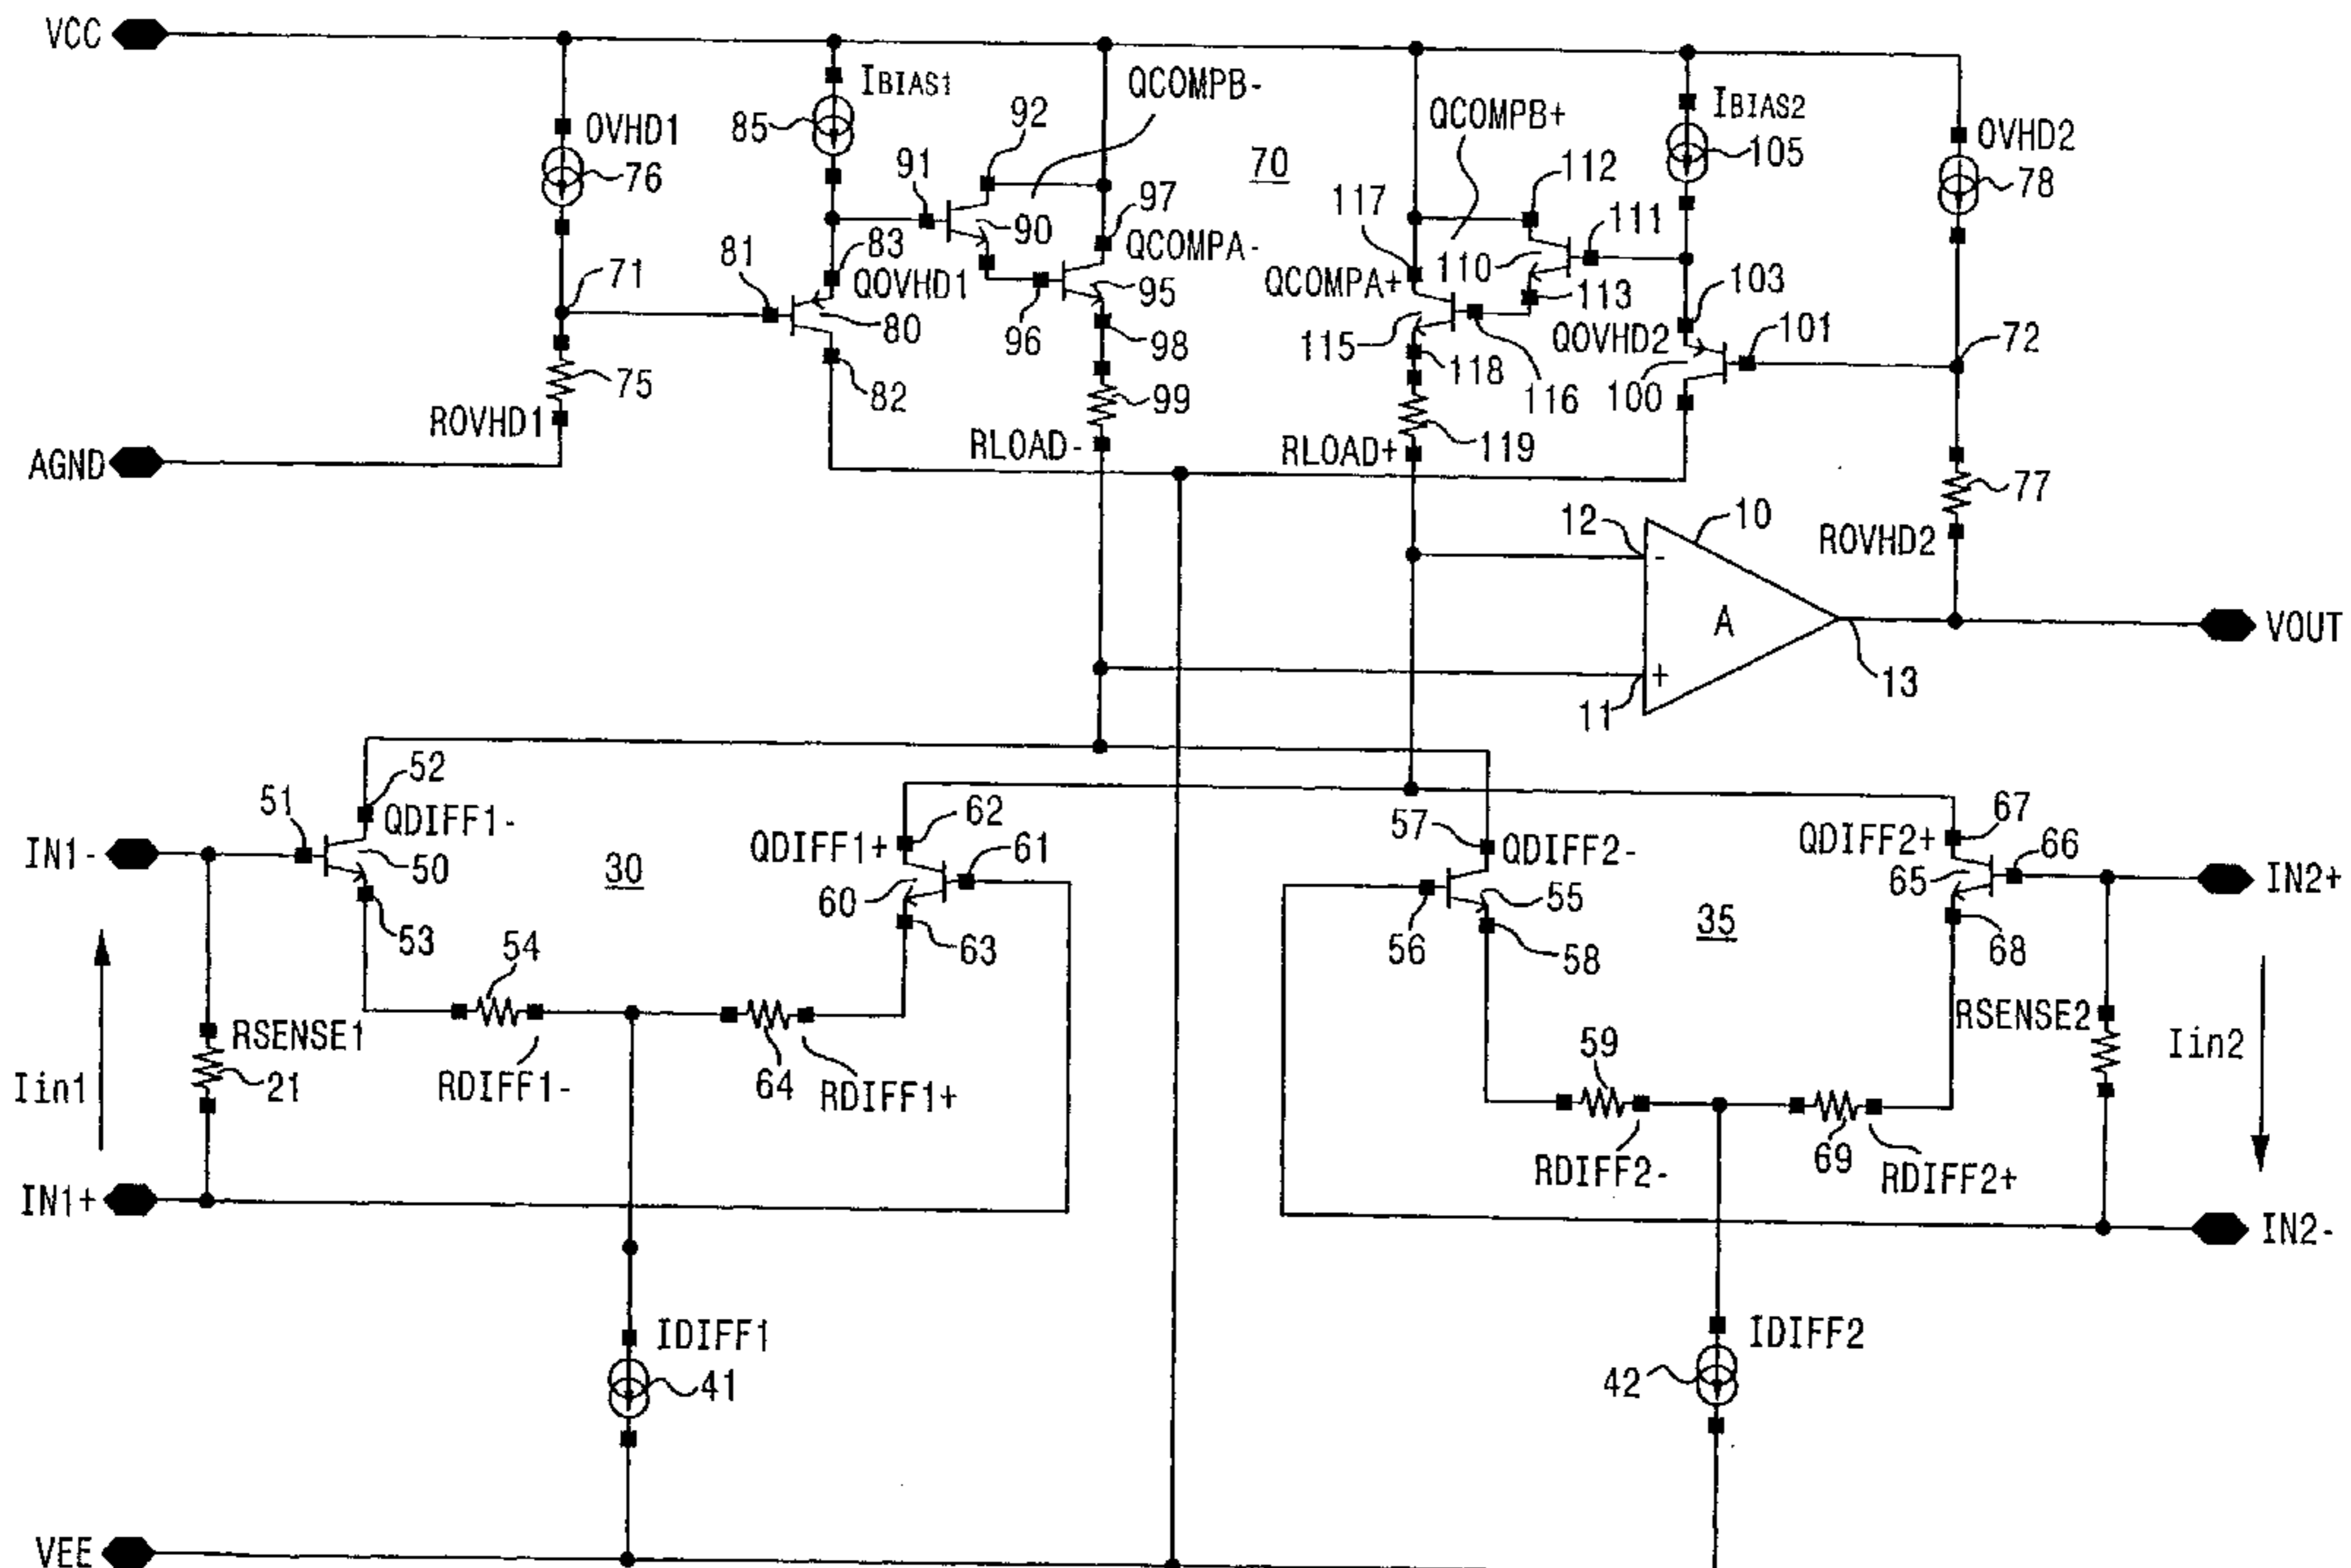 VCC
IBIAS1
QCOMPB-
OVHD1
85
92
QCOMPB+
IBIAS2
105
OVHD2
76
91
70
112
78
90
97
117
111
71
81
83
QCOMPA-
110
QOVHD1
95
QCOMPA+
113
103
80
96
98
115
QOVHD2
101
72
118
75
82
99
116
100
ROVHD1
RLOAD-
RLOAD+
119
77
AGND
12
10
ROVHD2
-
A
VOUT
+
11
13
52
51
QDIFF1-
62
57
67
QDIFF1+
61
QDIFF2-
QDIFF2+
66
IN1-
50
30
60
55
65
IN2+
53
63
56
58
35
68
54
RSENSE1
59
RSENSE2
Iin1
21
RDIFF1-
64
RDIFF1+
Iin2
RDIFF2-
69
RDIFF2+
IN1+
IN2-
IDIFF1
IDIFF2
41
42
VEE